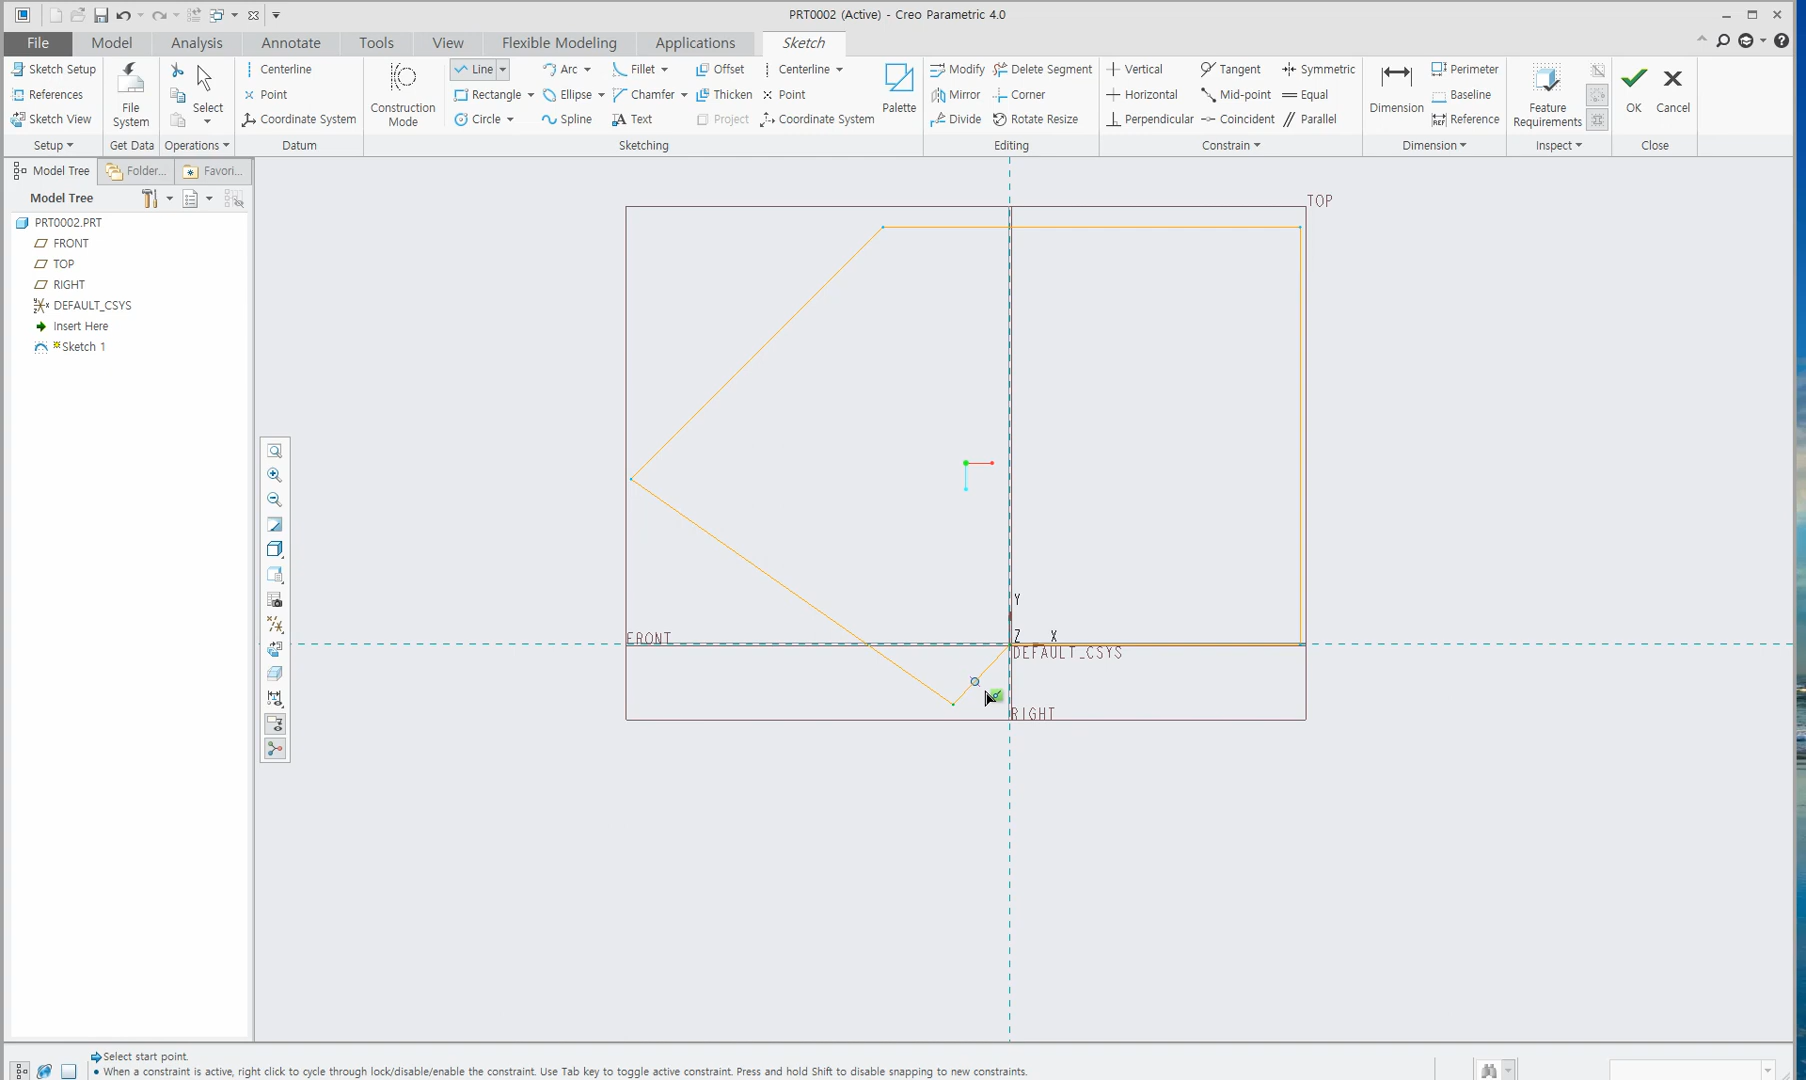 PRT0002 (Active) - Creo Parametric 4.0
File Model Analysis Annotate Tools View Flexible Modeling Applications Sketch
Sketch Setup
References
Sketch View
Setup
File System
Get Data
Select
Operations
Centerline
Point
Coordinate System
Datum
Construction Mode
Line Arc Fillet Offset Centerline
Rectangle Ellipse Chamfer Thicken Point
Circle Spline Text Project Coordinate System
Palette
Sketching
Modify Delete Segment
Mirror Corner
Divide Rotate Resize
Editing
Vertical Tangent Symmetric
Horizontal Mid-point Equal
Perpendicular Coincident Parallel
Constrain
Dimension
Perimeter
Baseline
Reference
Dimension
Feature Requirements
Inspect
OK Cancel
Close
Model Tree Folder... Favori...
Model Tree
PRT0002.PRT
FRONT
TOP
RIGHT
DEFAULT_CSYS
Insert Here
Sketch 1
TOP
Y
FRONT
Z X
DEFAULT_CSYS
RIGHT
Select start point.
• When a constraint is active, right click to cycle through lock/disable/enable the constraint. Use Tab key to toggle active constraint. Press and hold Shift to disable snapping to new constraints.